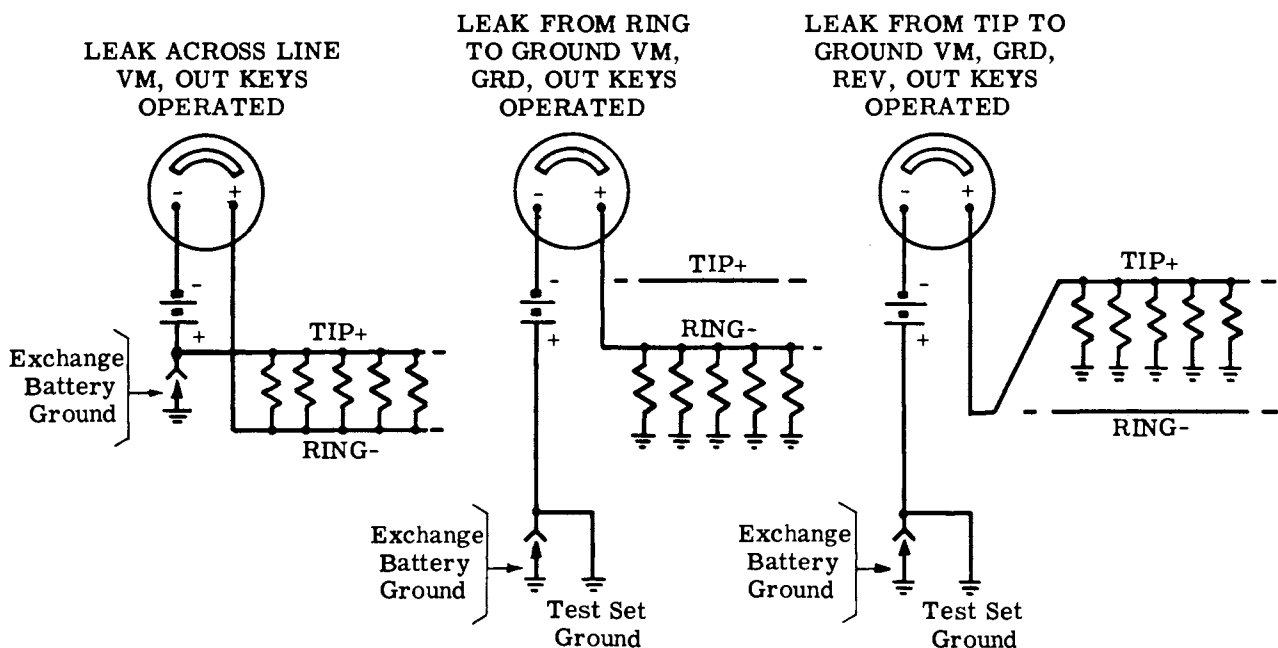 LEAK ACROSS LINE
VM, OUT KEYS
OPERATED
-
+
-
+
TIP+
RING-
Exchange
Battery
Ground
LEAK FROM RING
TO GROUND VM,
GRD, OUT KEYS
OPERATED
-
+
-
+
TIP+
RING-
Exchange
Battery
Ground
Test Set
Ground
LEAK FROM TIP TO
GROUND VM, GRD,
REV, OUT KEYS
OPERATED
-
+
-
+
TIP+
RING-
Exchange
Battery
Ground
Test Set
Ground